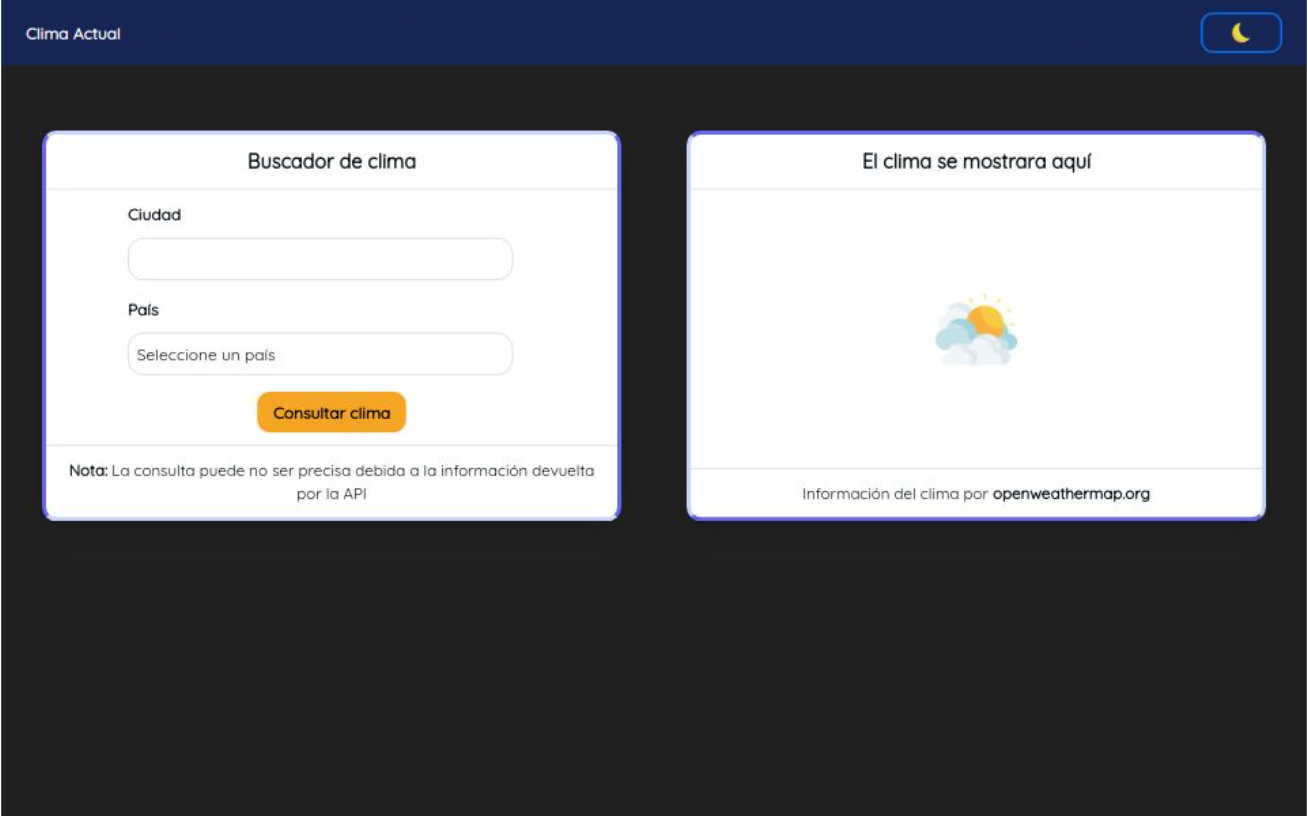 Clima Actual
Buscador de clima
Ciudad
País
Seleccione un país
Consultar clima
Nota: La consulta puede no ser precisa debida a la información devuelta
por la API
El clima se mostrara aquí
Información del clima por openweathermap.org